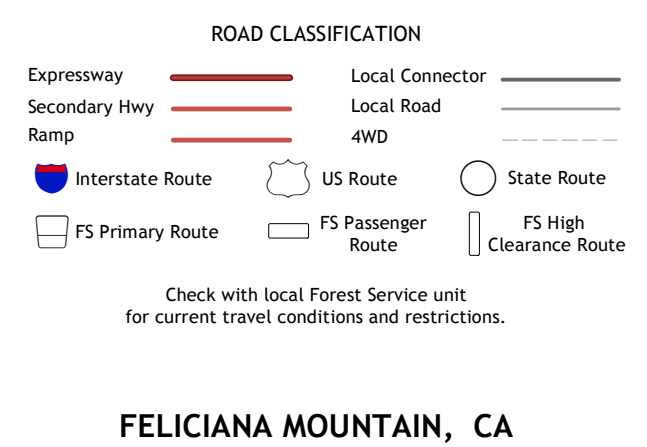 ROAD CLASSIFICATION
Expressway
Local Connector
Secondary Hwy
Local Road
Ramp
4WD
Interstate Route
US Route
State Route
FS Primary Route
FS Passenger
Route
FS High
Clearance Route
Check with local Forest Service unit
for current travel conditions and restrictions.
FELICIANA MOUNTAIN, CA